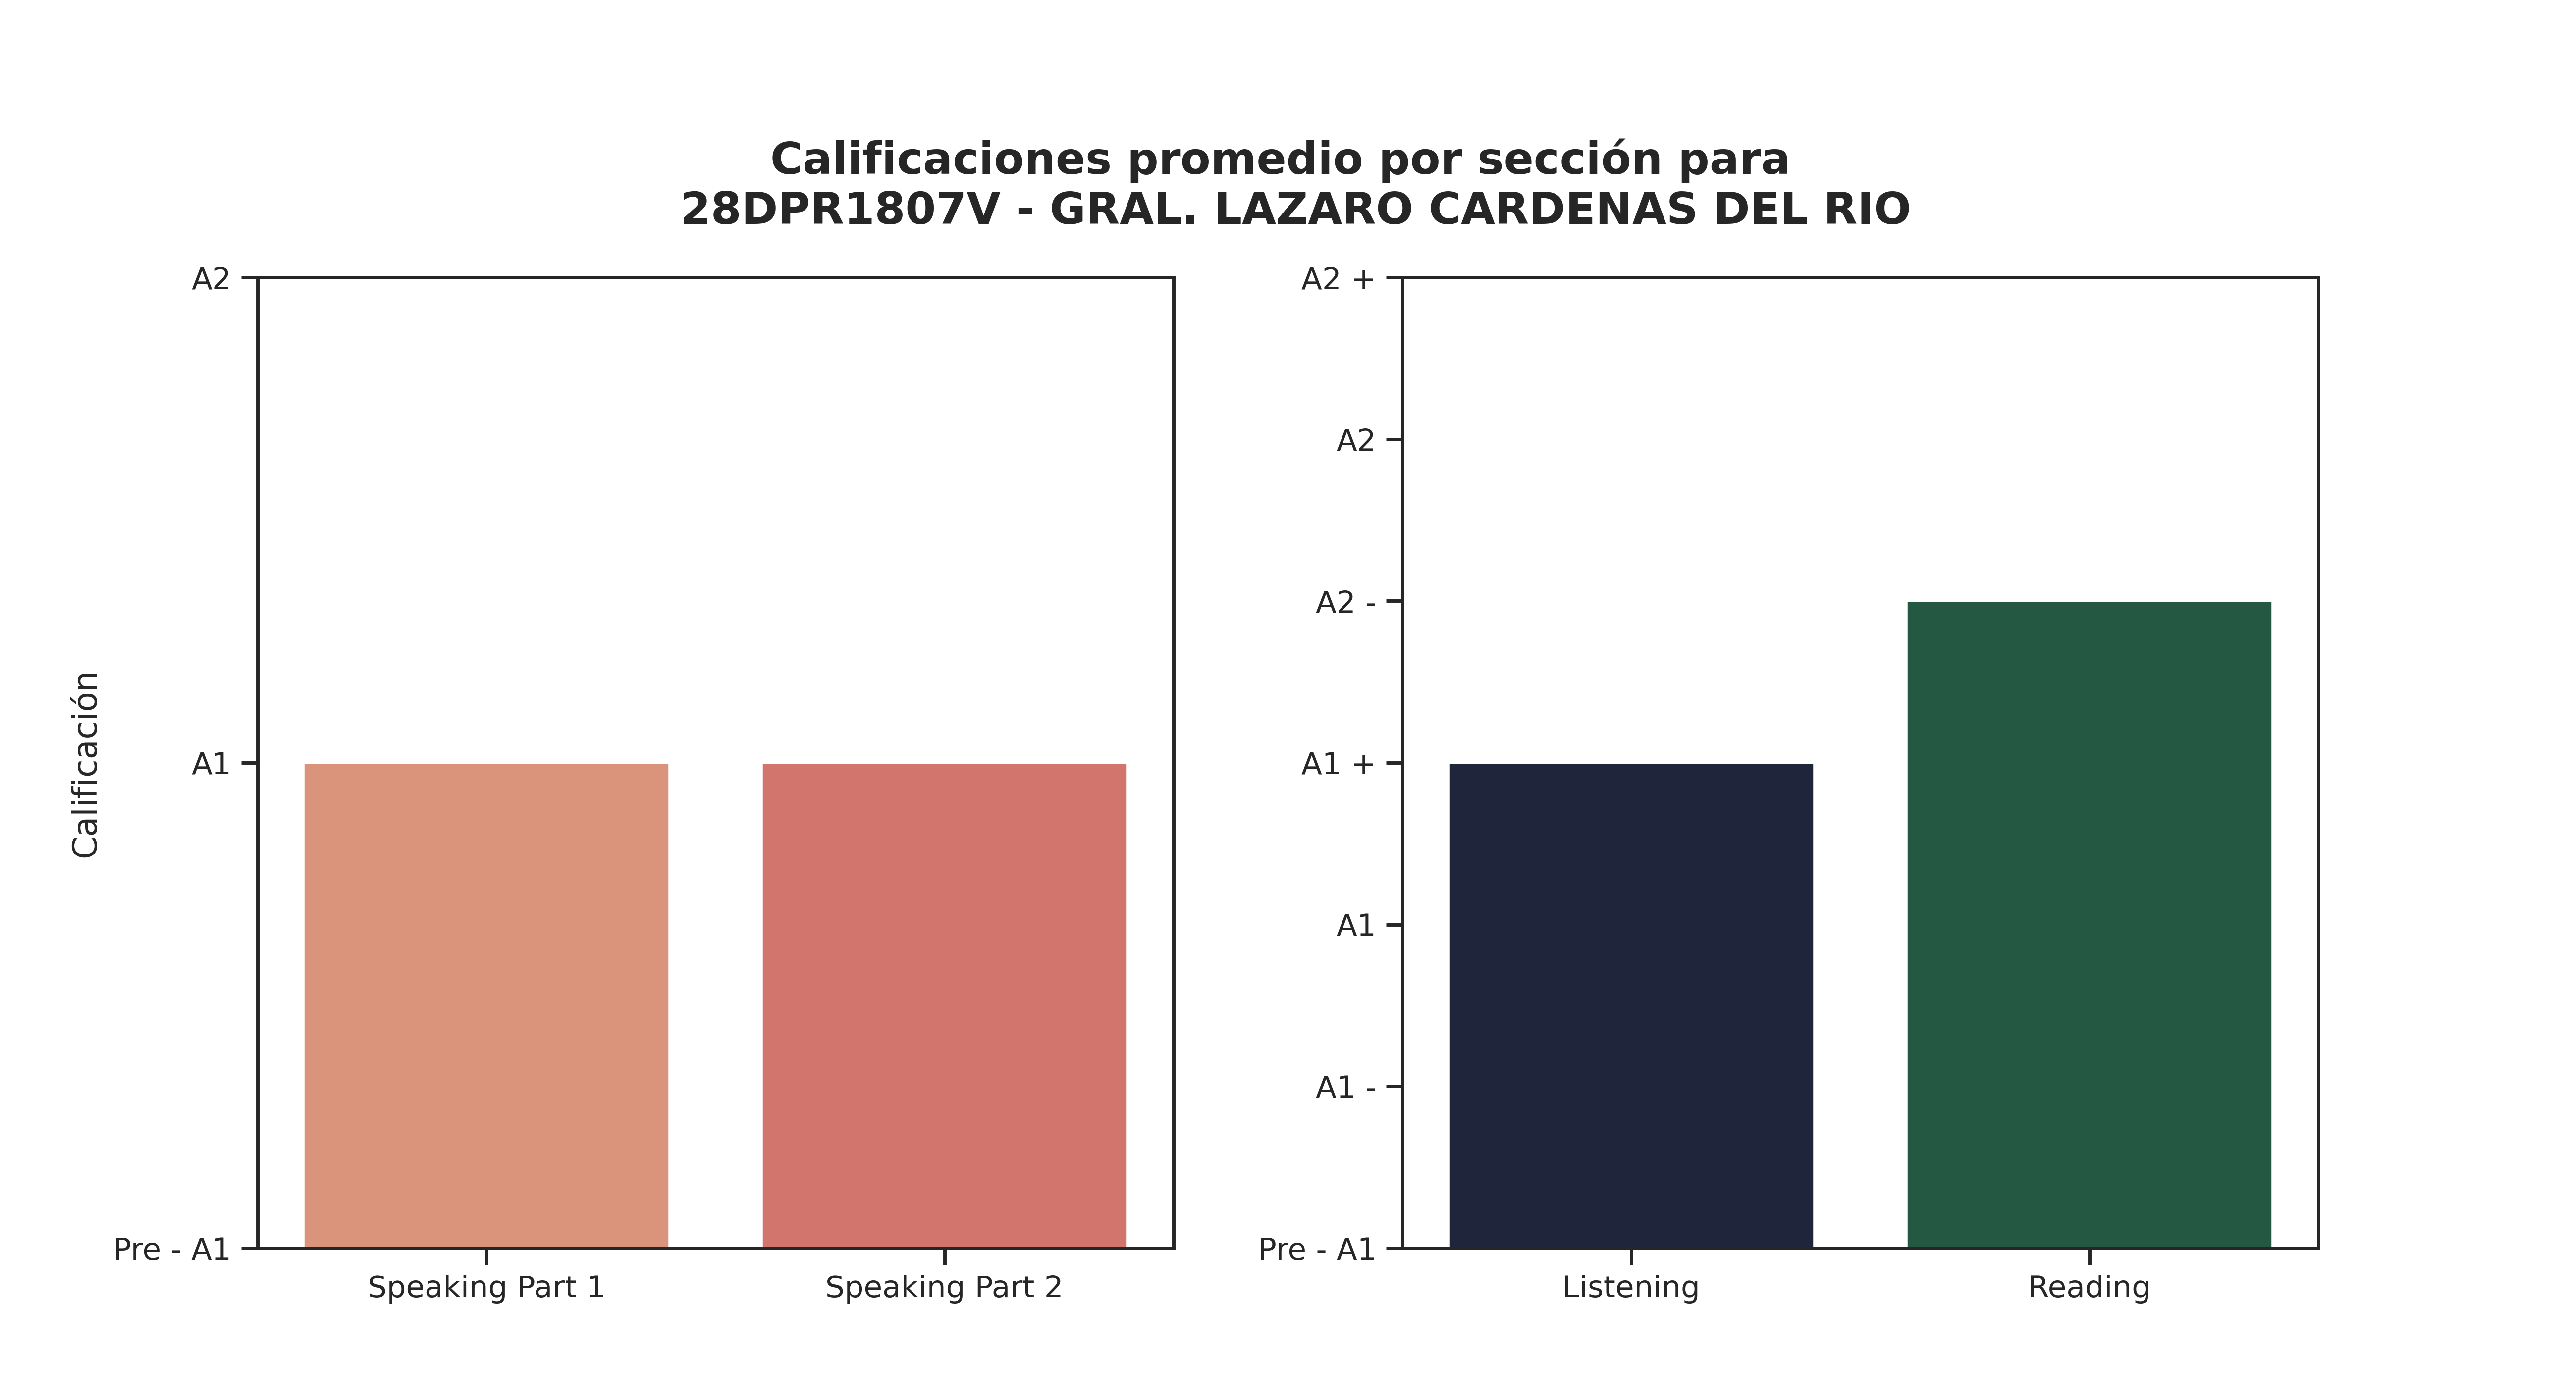 Calificaciones promedio por sección para
28DPR1807V - GRAL. LAZARO CARDENAS DEL RIO
Calificación
A2
A1
Pre - A1
Speaking Part 1
Speaking Part 2
A2 +
A2
A2 -
A1 +
A1
A1 -
Pre - A1
Listening
Reading